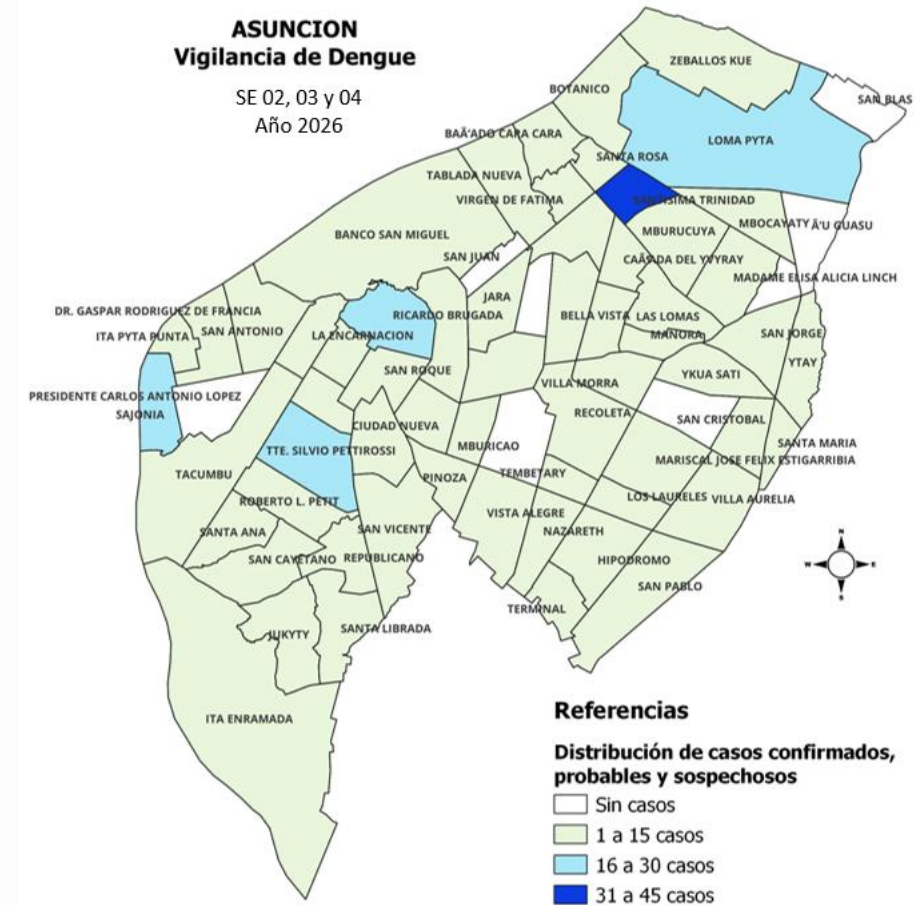 ASUNCION
Vigilancia de Dengue
SE 02, 03 y 04
Año 2026
ZEBALLOS KUE
BOTANICO
SAN BLAS
BAÃ'ADO CARA CARA
LOMA PYTA
SANTA ROSA
TABLADA NUEVA
VIRGEN DE FATIMA
SANTISIMA TRINIDAD
MBOCAYATY
Ã'U GUASU
BANCO SAN MIGUEL
MBURUCUYA
SAN JUAN
CAÃ'ADA DEL YVYRAY
MADAME ELISA ALICIA LINCH
JARA
DR. GASPAR RODRIGUEZ DE FRANCIA
RICARDO BRUGADA
BELLA VISTA
LAS LOMAS
ITA PYTA PUNTA
SAN ANTONIO
LA ENCARNACION
MANORA
SAN JORGE
YTAY
SAN ROQUE
YKUA SATI
VILLA MORRA
PRESIDENTE CARLOS ANTONIO LOPEZ
SAJONIA
RECOLETA
SAN CRISTOBAL
CIUDAD NUEVA
MBURICAO
SANTA MARIA
TTE. SILVIO PETTIROSSI
MARISCAL JOSE FELIX ESTIGARRIBIA
TACUMBU
PINOZA
TEMBETARY
ROBERTO L. PETIT
LOS LAURELES
VILLA AURELIA
VISTA ALEGRE
SANTA ANA
SAN VICENTE
NAZARETH
SAN CAYETANO
REPUBLICANO
HIPODROMO
SAN PABLO
TERMINAL
JUKYTY
SANTA LIBRADA
ITA ENRAMADA
N
W
E
S
Referencias
Distribución de casos confirmados,
probables y sospechosos
Sin casos
1 a 15 casos
16 a 30 casos
31 a 45 casos